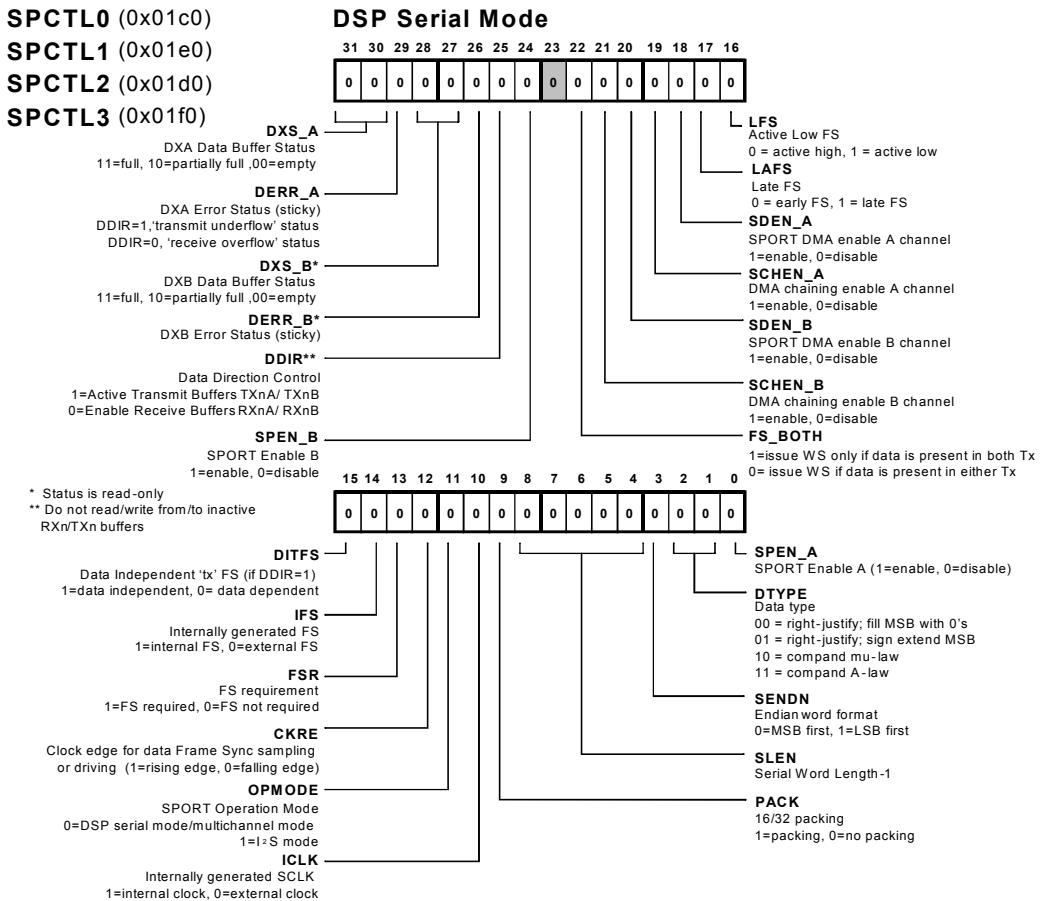 SPCTL0 (0x01c0)
SPCTL1 (0x01e0)
SPCTL2 (0x01d0)
SPCTL3 (0x01f0)
DSP Serial Mode
31 30 29 28 27 26 25 24 23 22 21 20 19 18 17 16
0 0 0 0 0 0 0 0 0 0 0 0 0 0 0 0
DXS_A
DXA Data Buffer Status
11=full, 10=partially full ,00=empty
DERR_A
DXA Error Status (sticky)
DDIR=1,‘transmit underflow’ status
DDIR=0, ‘receive overflow’ status
DXS_B*
DXB Data Buffer Status
11=full, 10=partially full ,00=empty
DERR_B*
DXB Error Status (sticky)
DDIR**
Data Direction Control
1=Active Transmit Buffers TXnA/ TXnB
0=Enable Receive Buffers RXnA/ RXnB
SPEN_B
SPORT Enable B
1=enable, 0=disable
LFS
Active Low FS
0 = active high, 1 = active low
LAFS
Late FS
0 = early FS, 1 = late FS
SDEN_A
SPORT DMA enable A channel
1=enable, 0=disable
SCHEN_A
DMA chaining enable A channel
1=enable, 0=disable
SDEN_B
SPORT DMA enable B channel
1=enable, 0=disable
SCHEN_B
DMA chaining enable B channel
1=enable, 0=disable
FS_BOTH
1=issue WS only if data is present in both Tx
0= issue WS if data is present in either Tx
* Status is read-only
** Do not read/write from/to inactive
RXn/TXn buffers
15 14 13 12 11 10 9 8 7 6 5 4 3 2 1 0
0 0 0 0 0 0 0 0 0 0 0 0 0 0 0 0
DITFS
Data Independent ‘tx’ FS (if DDIR=1)
1=data independent, 0= data dependent
IFS
Internally generated FS
1=internal FS, 0=external FS
FSR
FS requirement
1=FS required, 0=FS not required
CKRE
Clock edge for data Frame Sync sampling
or driving (1=rising edge, 0=falling edge)
OPMODE
SPORT Operation Mode
0=DSP serial mode/multichannel mode
1=I²S mode
ICLK
Internally generated SCLK
1=internal clock, 0=external clock
SPEN_A
SPORT Enable A (1=enable, 0=disable)
DTYPE
Data type
00 = right-justify; fill MSB with 0's
01 = right-justify; sign extend MSB
10 = compand mu-law
11 = compand A-law
SENDN
Endian word format
0=MSB first, 1=LSB first
SLEN
Serial Word Length-1
PACK
16/32 packing
1=packing, 0=no packing